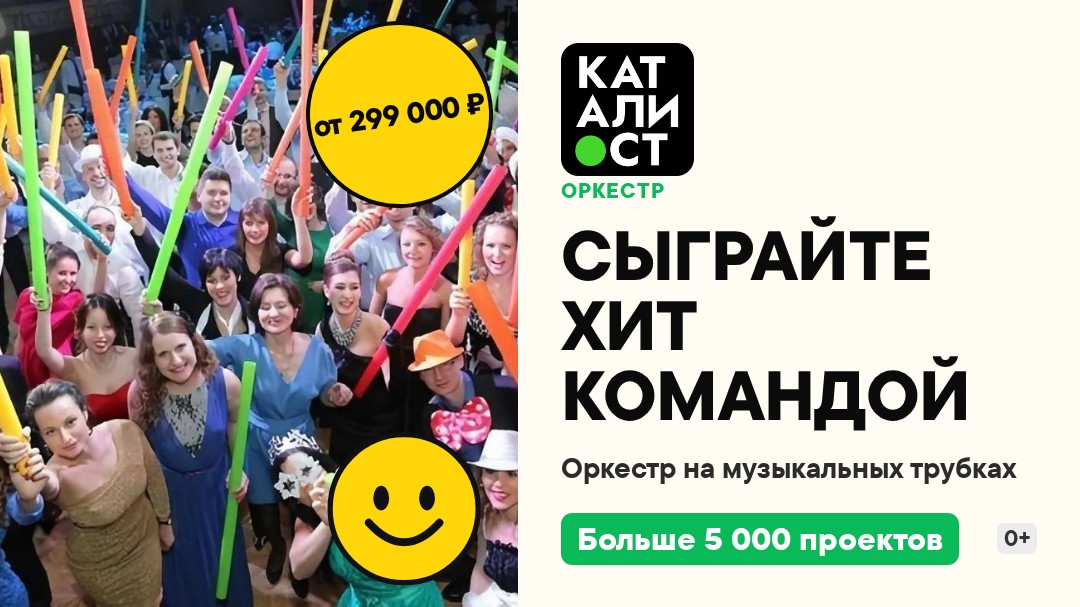 от 299 000 ₽
КАТ
АЛИ
СТ
ОРКЕСТР
СЫГРАЙТЕ
ХИТ
КОМАНДОЙ
Оркестр на музыкальных трубках
Больше 5 000 проектов
0+